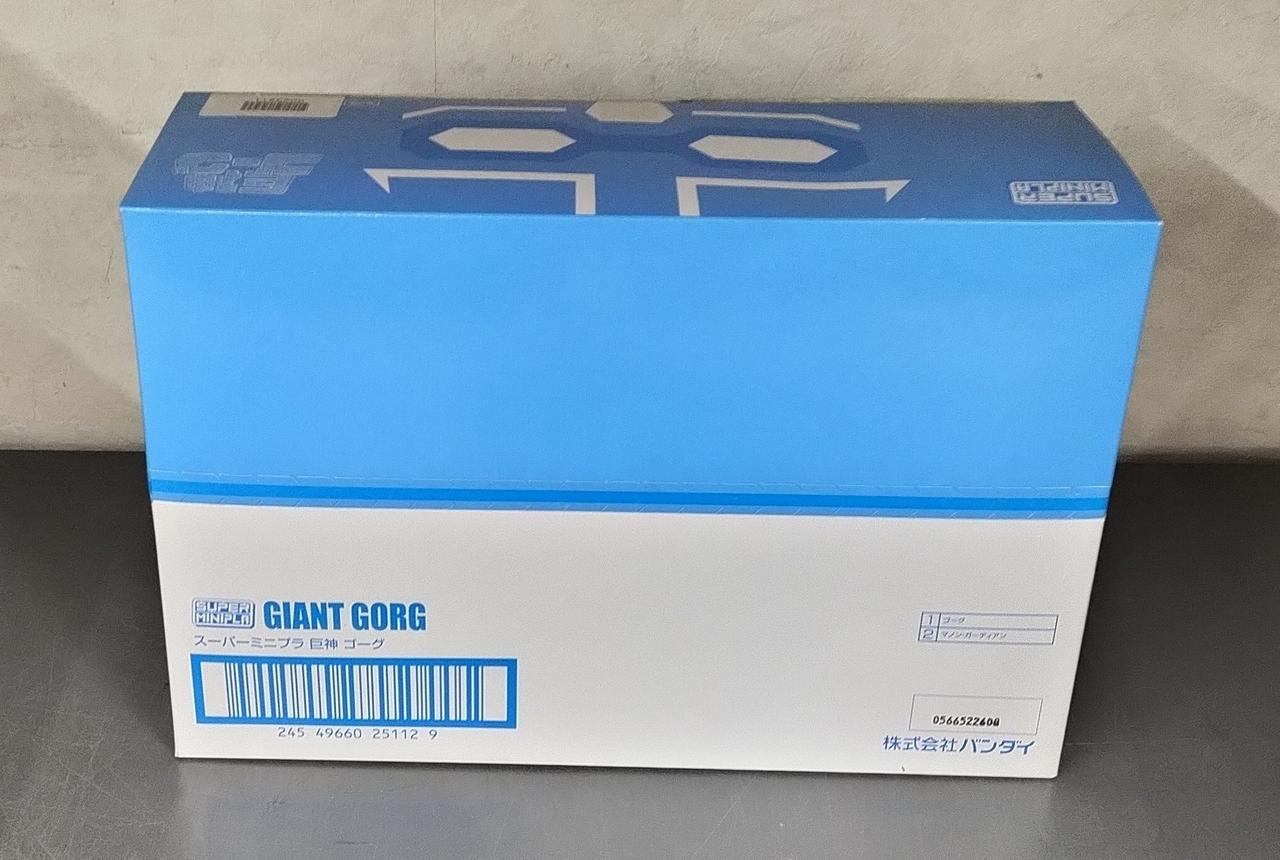 SUPER MINIPLA
SUPER
MINIPLA
GIANT GORG
スーパーミニプラ 巨神 ゴーグ
245 49660 25112 9
1 ゴーグ
2 マノン・ガーディアン
0566522608
株式会社バンダイ